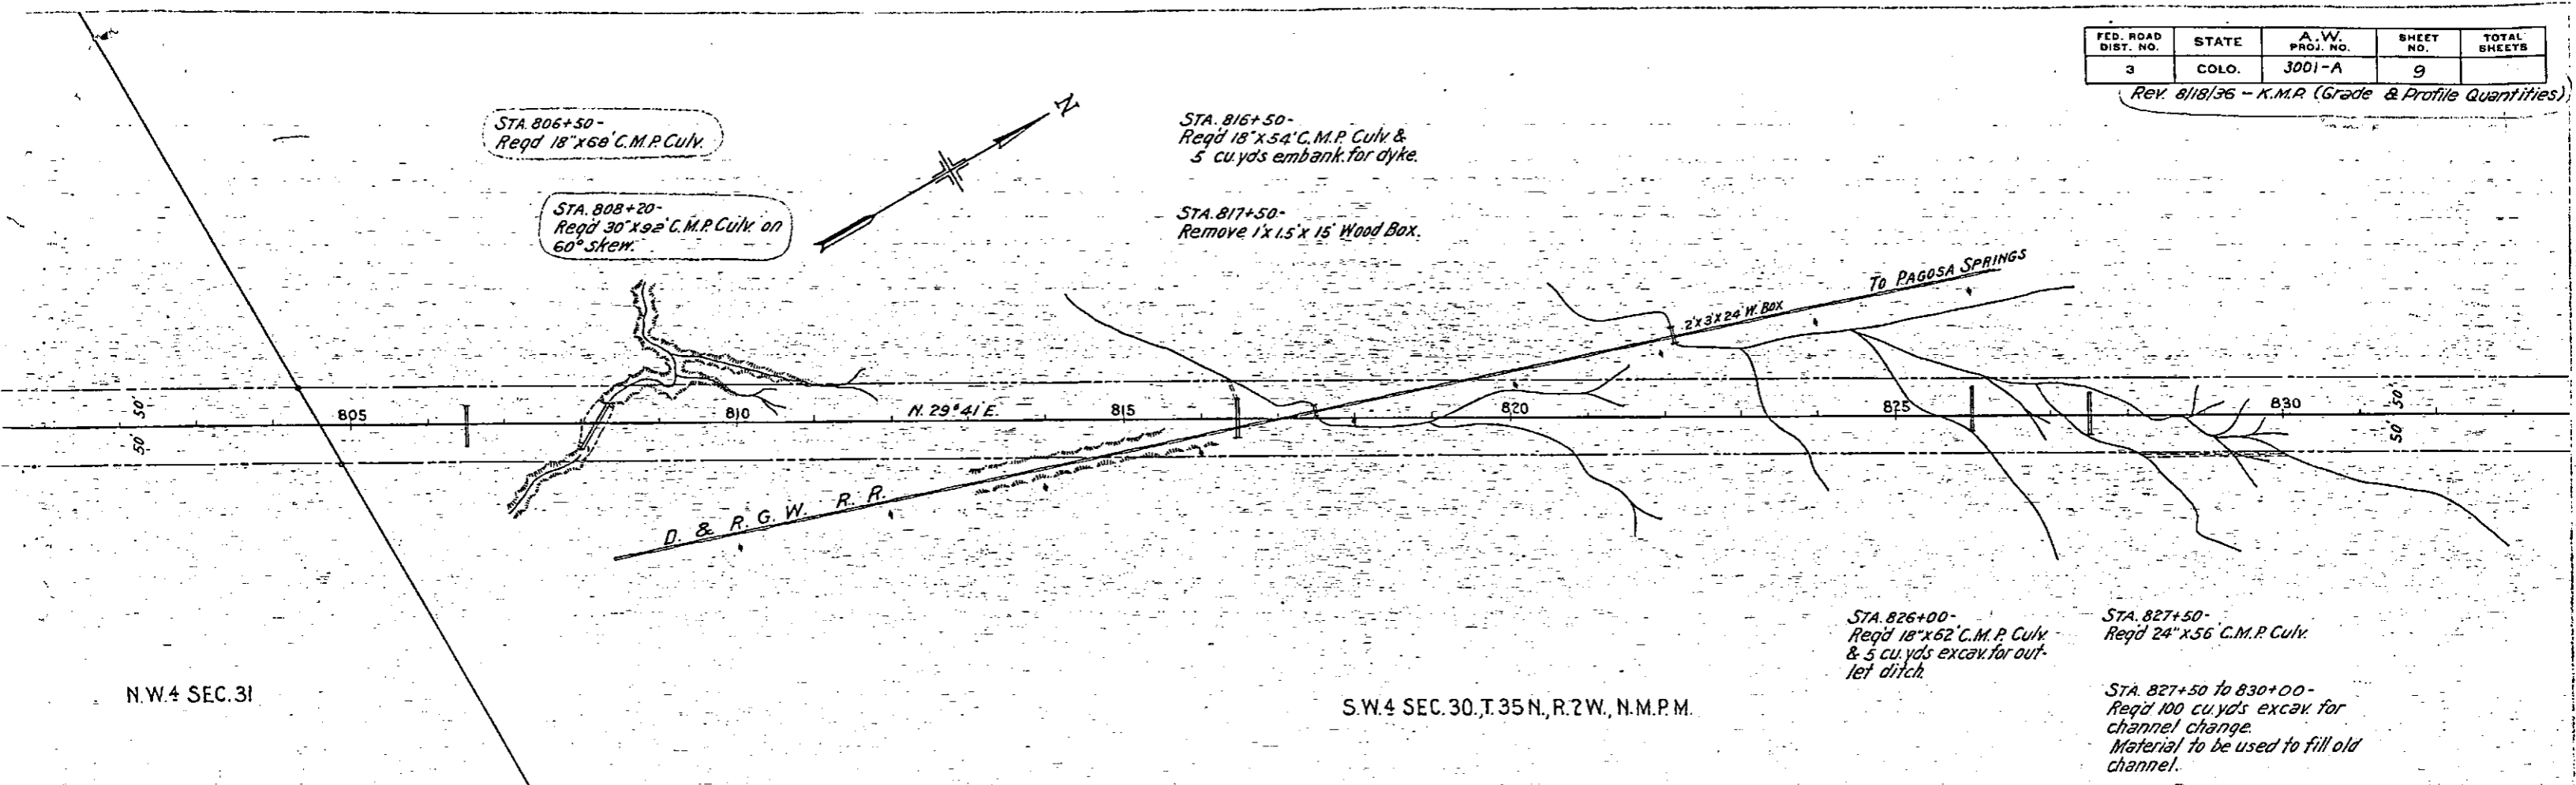 FED. ROAD DIST. NO. STATE A.W. PROJ. NO. SHEET NO. TOTAL SHEETS
3 COLO. 3001-A 9
Rev. 8/18/36 - K.M.P. (Grade & Profile Quantities)
STA. 806+50-
Reqd 18"x68' C.M.P. Culv.
STA. 808+20-
Reqd 30"x92' C.M.P. Culv. on
60° skew.
N
STA. 816+50-
Req'd 18"x54' C.M.P. Culv &
5 cu.yds embank. for dyke.
STA. 817+50-
Remove 1'x1.5'x15' Wood Box.
To PAGOSA SPRINGS
2'x3'x24' W. BOX
50'
50'
805
810
N. 29°41' E.
815
820
825
830
50'
50'
D. & R. G. W. R. R.
STA. 826+00-
Req'd 18"x62' C.M.P. Culv.
& 5 cu.yds excav. for out-
let ditch.
STA. 827+50-
Reqd 24"x56' C.M.P. Culv.
STA. 827+50 to 830+00-
Req'd 100 cu.yds excav. for
channel change.
Material to be used to fill old
channel.
N.W.4 SEC. 31
S.W.4 SEC. 30., T. 35 N., R. 2 W., N.M.P.M.